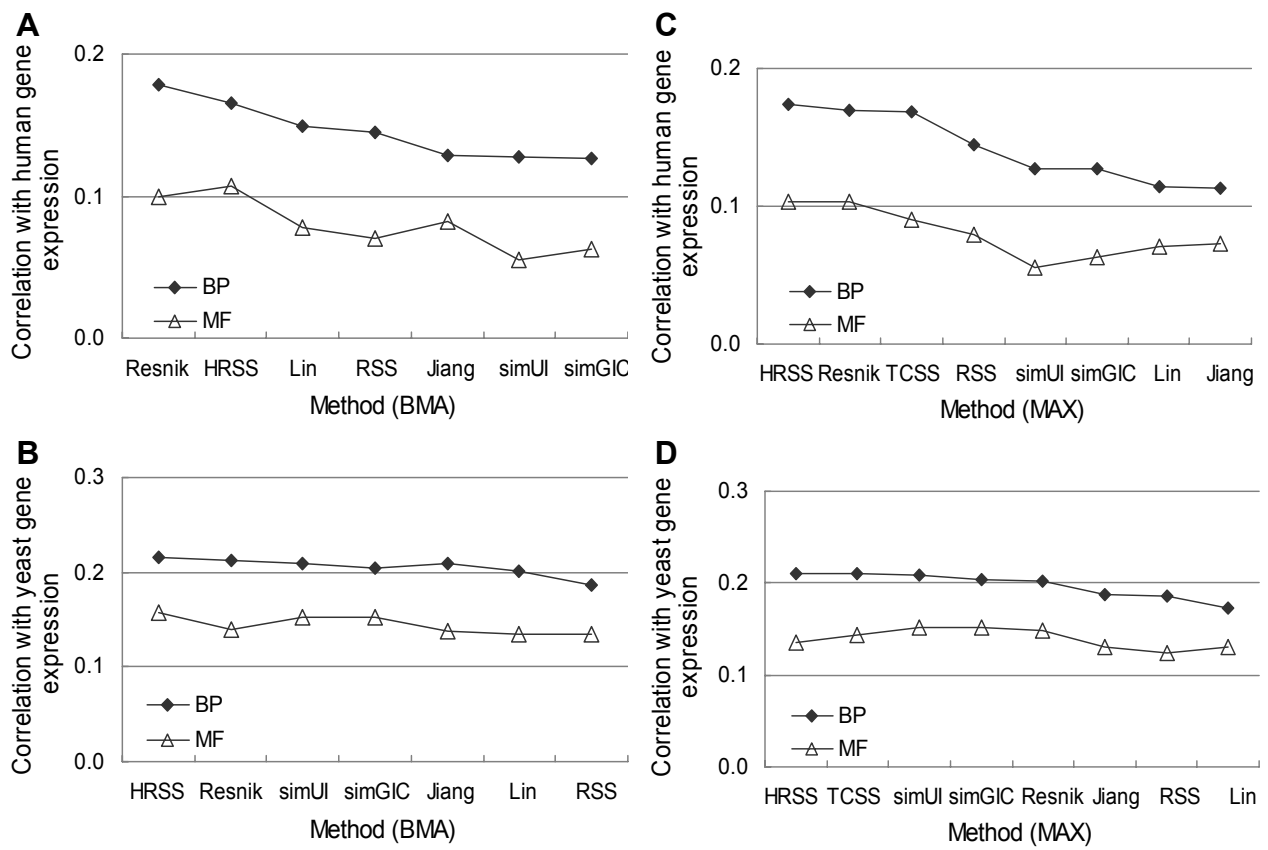 A
Correlation with human gene
expression
0.2
0.1
0.0
BP
MF
Resnik HRSS Lin RSS Jiang simUI simGIC
Method (BMA)
C
Correlation with human gene
expression
0.2
0.1
0.0
BP
MF
HRSS Resnik TCSS RSS simUI simGIC Lin Jiang
Method (MAX)
B
Correlation with yeast gene
expression
0.3
0.2
0.1
0.0
BP
MF
HRSS Resnik simUI simGIC Jiang Lin RSS
Method (BMA)
D
Correlation with yeast gene
expression
0.3
0.2
0.1
0.0
BP
MF
HRSS TCSS simUI simGIC Resnik Jiang RSS Lin
Method (MAX)